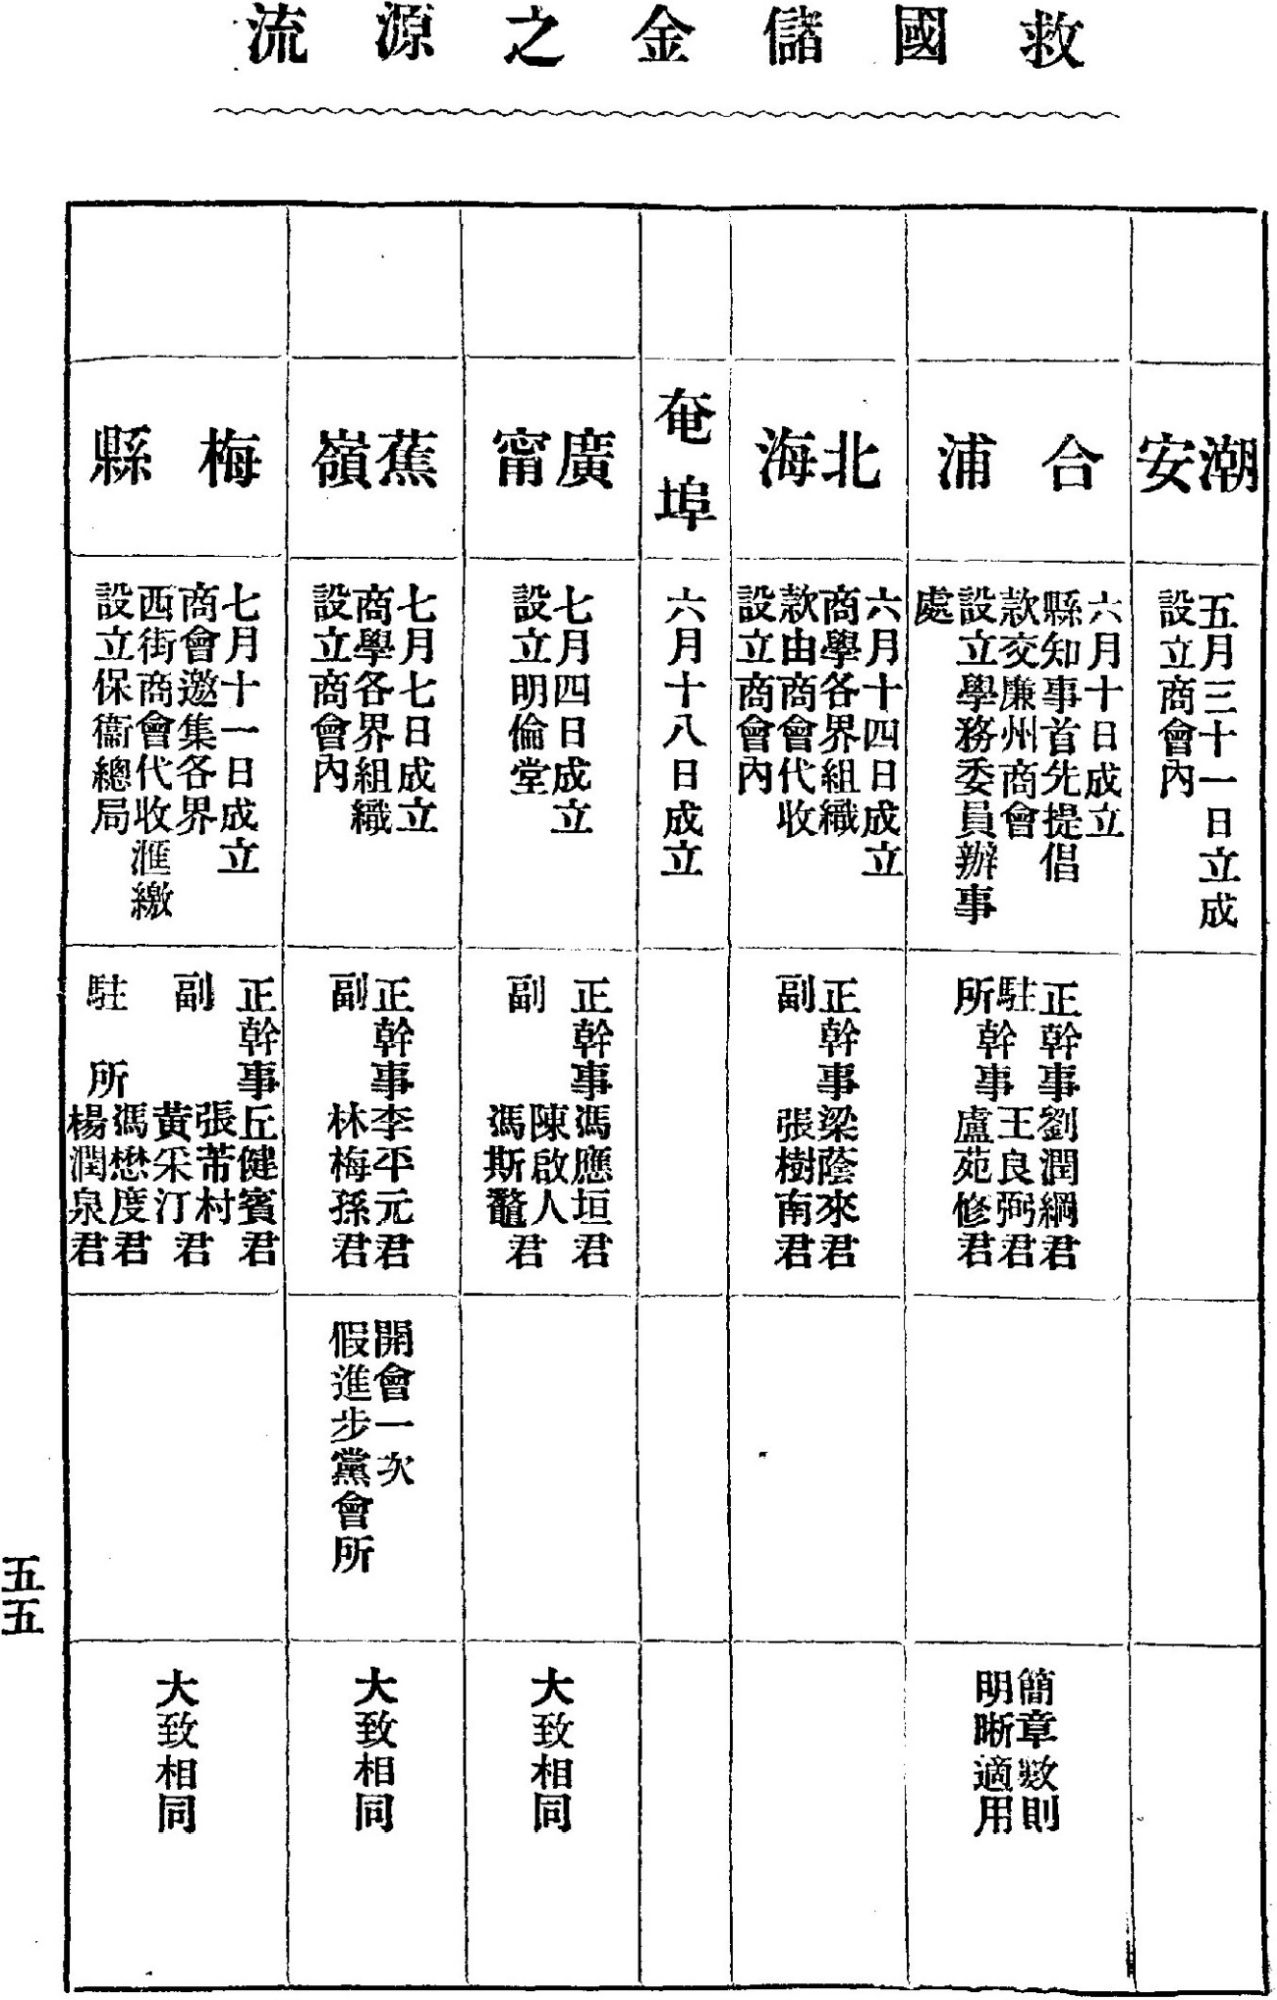 救國儲金之源流
潮安
五月三十一日立成
設立商會內
合浦
六月十日成立
縣知事首先提倡
款交廉州商會
設立學務委員辦事
處
正幹事劉潤綱君
駐幹事王良弼君
所 盧苑修君
簡章數則
明晰適用
北海
六月十四日成立
商學各界組織
款由商會代收
設立商會內
正幹事梁蔭來君
副 張樹南君
奄埠
六月十八日成立
廣甯
七月四日成立
設立明倫堂
正幹事馮應垣君
副 陳啟人
馮斯鼇君
大致相同
蕉嶺
七月七日成立
商學各界組織
設立商會內
正幹事李平元君
副 林梅孫君
開會一次
假進步黨會所
大致相同
梅縣
七月十一日成立
商會邀集各界
西街商會代收滙繳
設立保衞總局
正幹事丘健賓君
副 張芾村
黃采汀君
駐所 馮懋度君
楊潤泉君
大致相同
五五